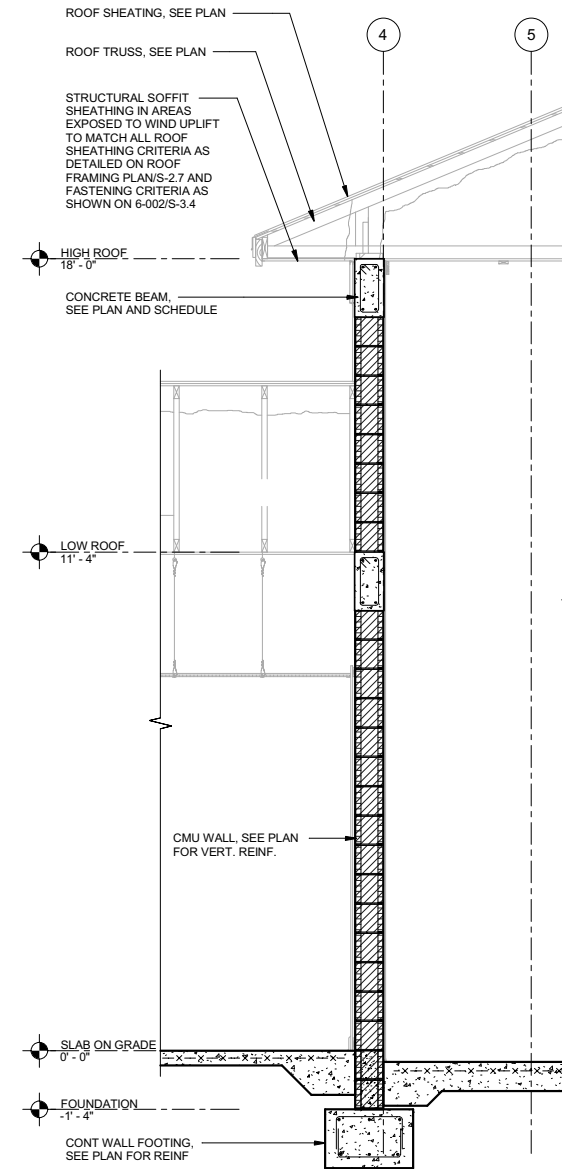 ROOF SHEATING, SEE PLAN
4
5
ROOF TRUSS, SEE PLAN
STRUCTURAL SOFFIT
SHEATHING IN AREAS
EXPOSED TO WIND UPLIFT
TO MATCH ALL ROOF
SHEATHING CRITERIA AS
DETAILED ON ROOF
FRAMING PLAN/S-2.7 AND
FASTENING CRITERIA AS
SHOWN ON 6-002/S-3.4
HIGH ROOF
18' - 0"
CONCRETE BEAM,
SEE PLAN AND SCHEDULE
LOW ROOF
11' - 4"
CMU WALL, SEE PLAN
FOR VERT. REINF.
SLAB ON GRADE
0' - 0"
FOUNDATION
-1' - 4"
CONT WALL FOOTING,
SEE PLAN FOR REINF